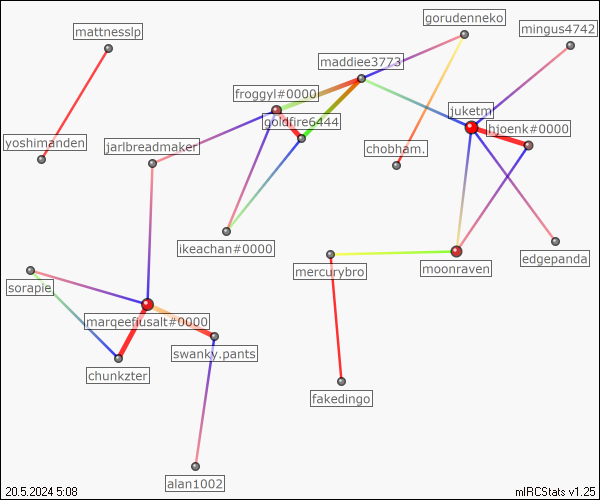 gorudenneko
mattnesslp
mingus4742
maddiee3773
froggyl#0000
juketm
goldfire6444
hjoenk#0000
yoshimanden
jarlbreadmaker
chobham.
ikeachan#0000
edgepanda
mercurybro
moonraven
sorapie
marqeefiusalt#0000
swanky.pants
chunkzter
fakedingo
alan1002
20.5.2024 5:08
mIRCStats v1.25